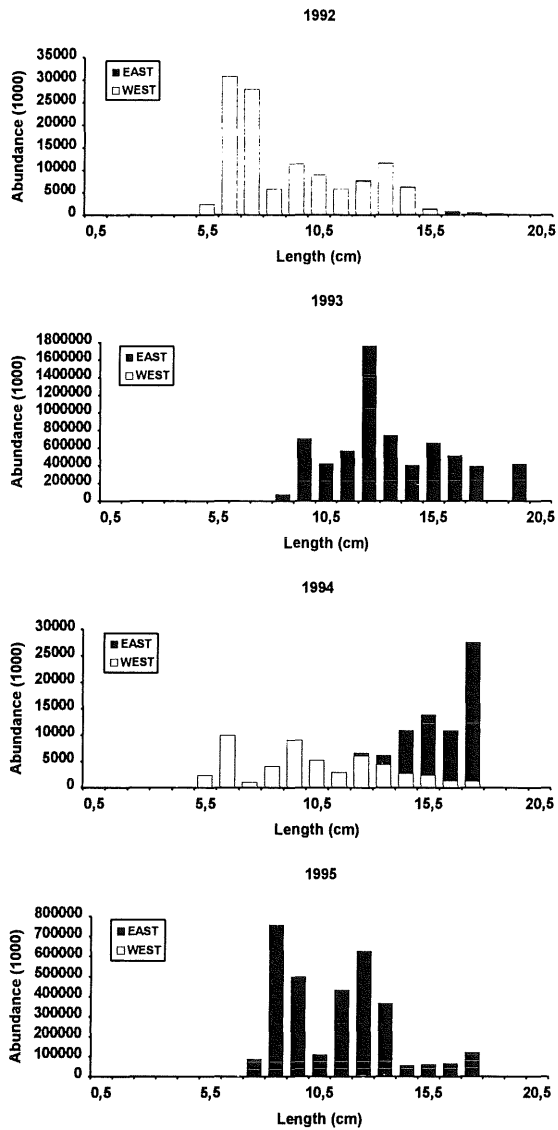 1992
Abundance (1000)
35000
30000
25000
20000
15000
10000
5000
0
EAST
WEST
0,5 5,5 10,5 15,5 20,5
Length (cm)
1993
Abundance (1000)
1800000
1600000
1400000
1200000
1000000
800000
600000
400000
200000
0
EAST
WEST
0,5 5,5 10,5 15,5 20,5
Length (cm)
1994
Abundance (1000)
30000
25000
20000
15000
10000
5000
0
EAST
WEST
0,5 5,5 10,5 15,5 20,5
Length (cm)
1995
Abundance (1000)
800000
700000
600000
500000
400000
300000
200000
100000
0
EAST
WEST
0,5 5,5 10,5 15,5 20,5
Length (cm)